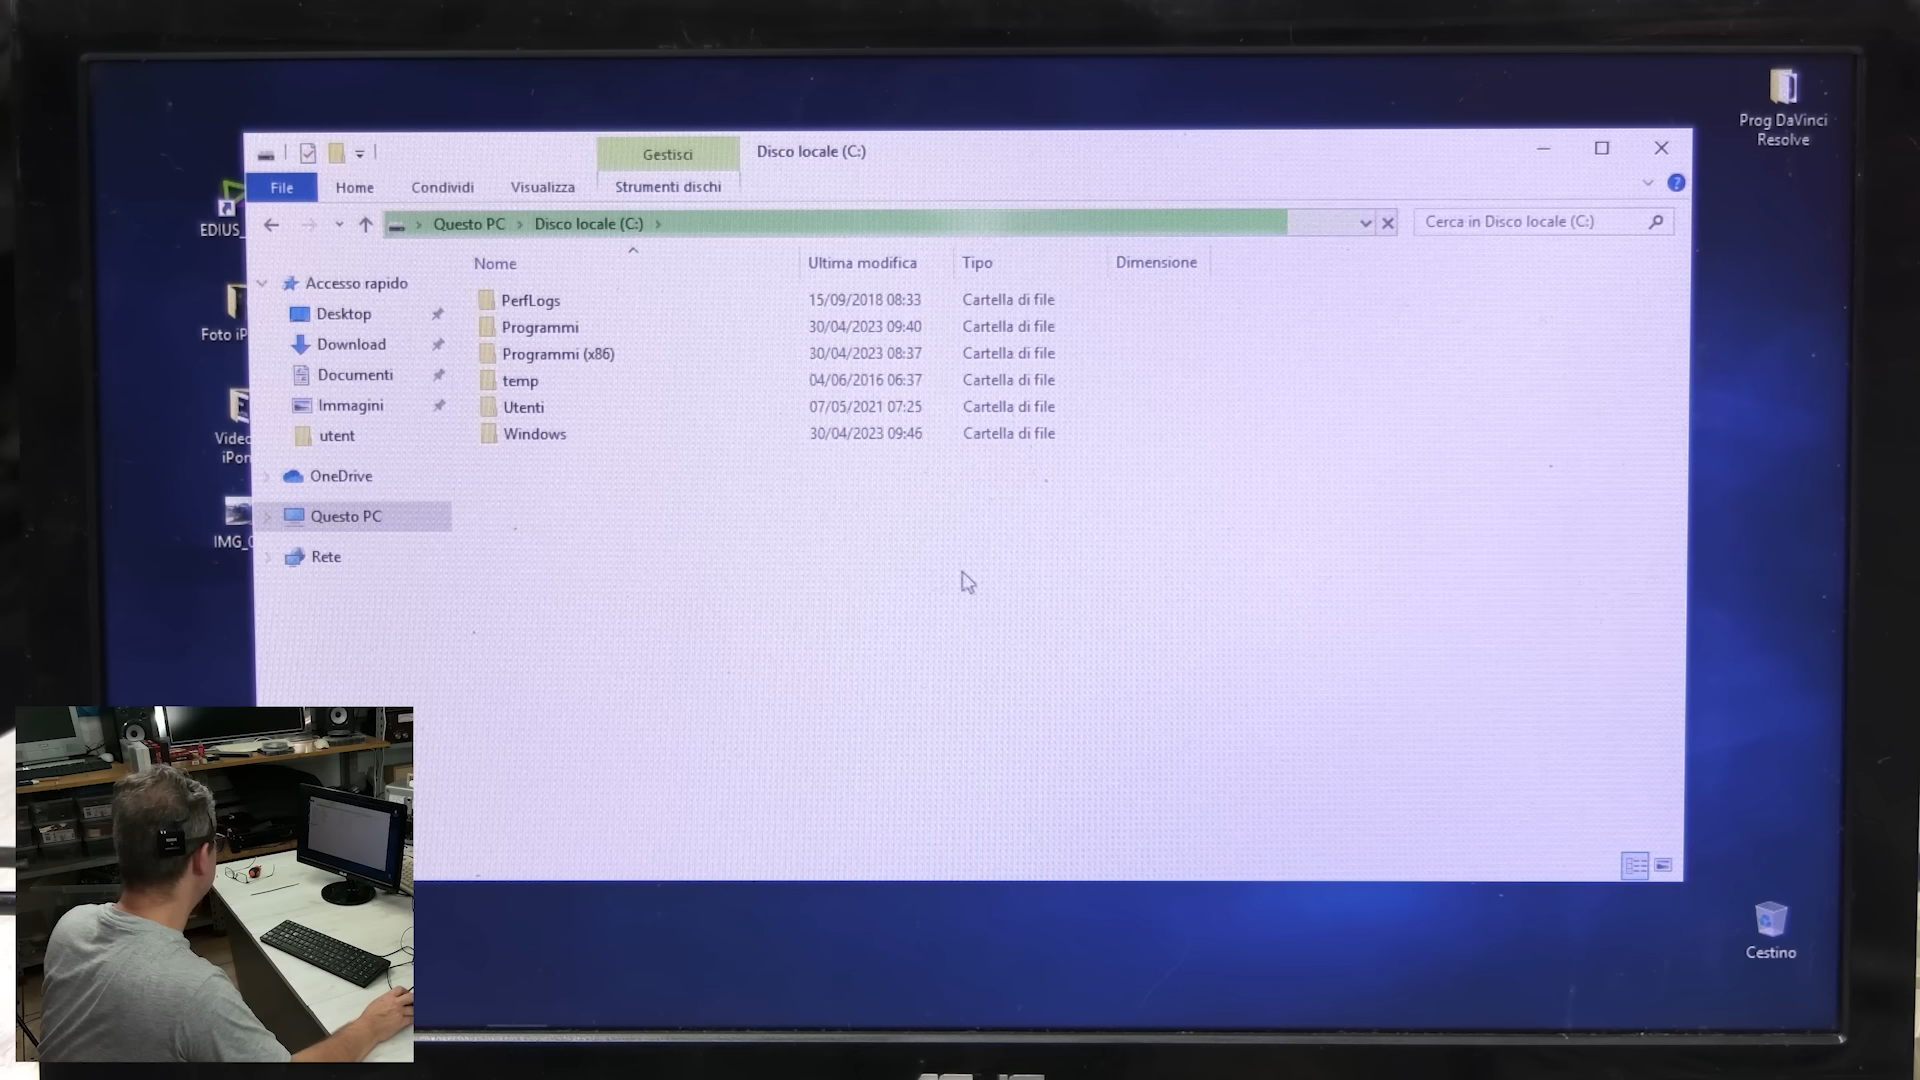 Prog DaVinci
Resolve
Gestisci
Disco locale (C:)
File
Home
Condividi
Visualizza
Strumenti dischi
Questo PC
Disco locale (C:)
Cerca in Disco locale (C:)
Nome
Ultima modifica
Tipo
Dimensione
PerfLogs
15/09/2018 08:33
Cartella di file
Programmi
30/04/2023 09:40
Cartella di file
Programmi (x86)
30/04/2023 08:37
Cartella di file
temp
04/06/2016 06:37
Cartella di file
Utenti
07/05/2021 07:25
Cartella di file
Windows
30/04/2023 09:46
Cartella di file
Accesso rapido
Desktop
Download
Documenti
Immagini
utent
OneDrive
Questo PC
Rete
EDIUS_
Foto iP
Video
iPon
IMG_0
Cestino